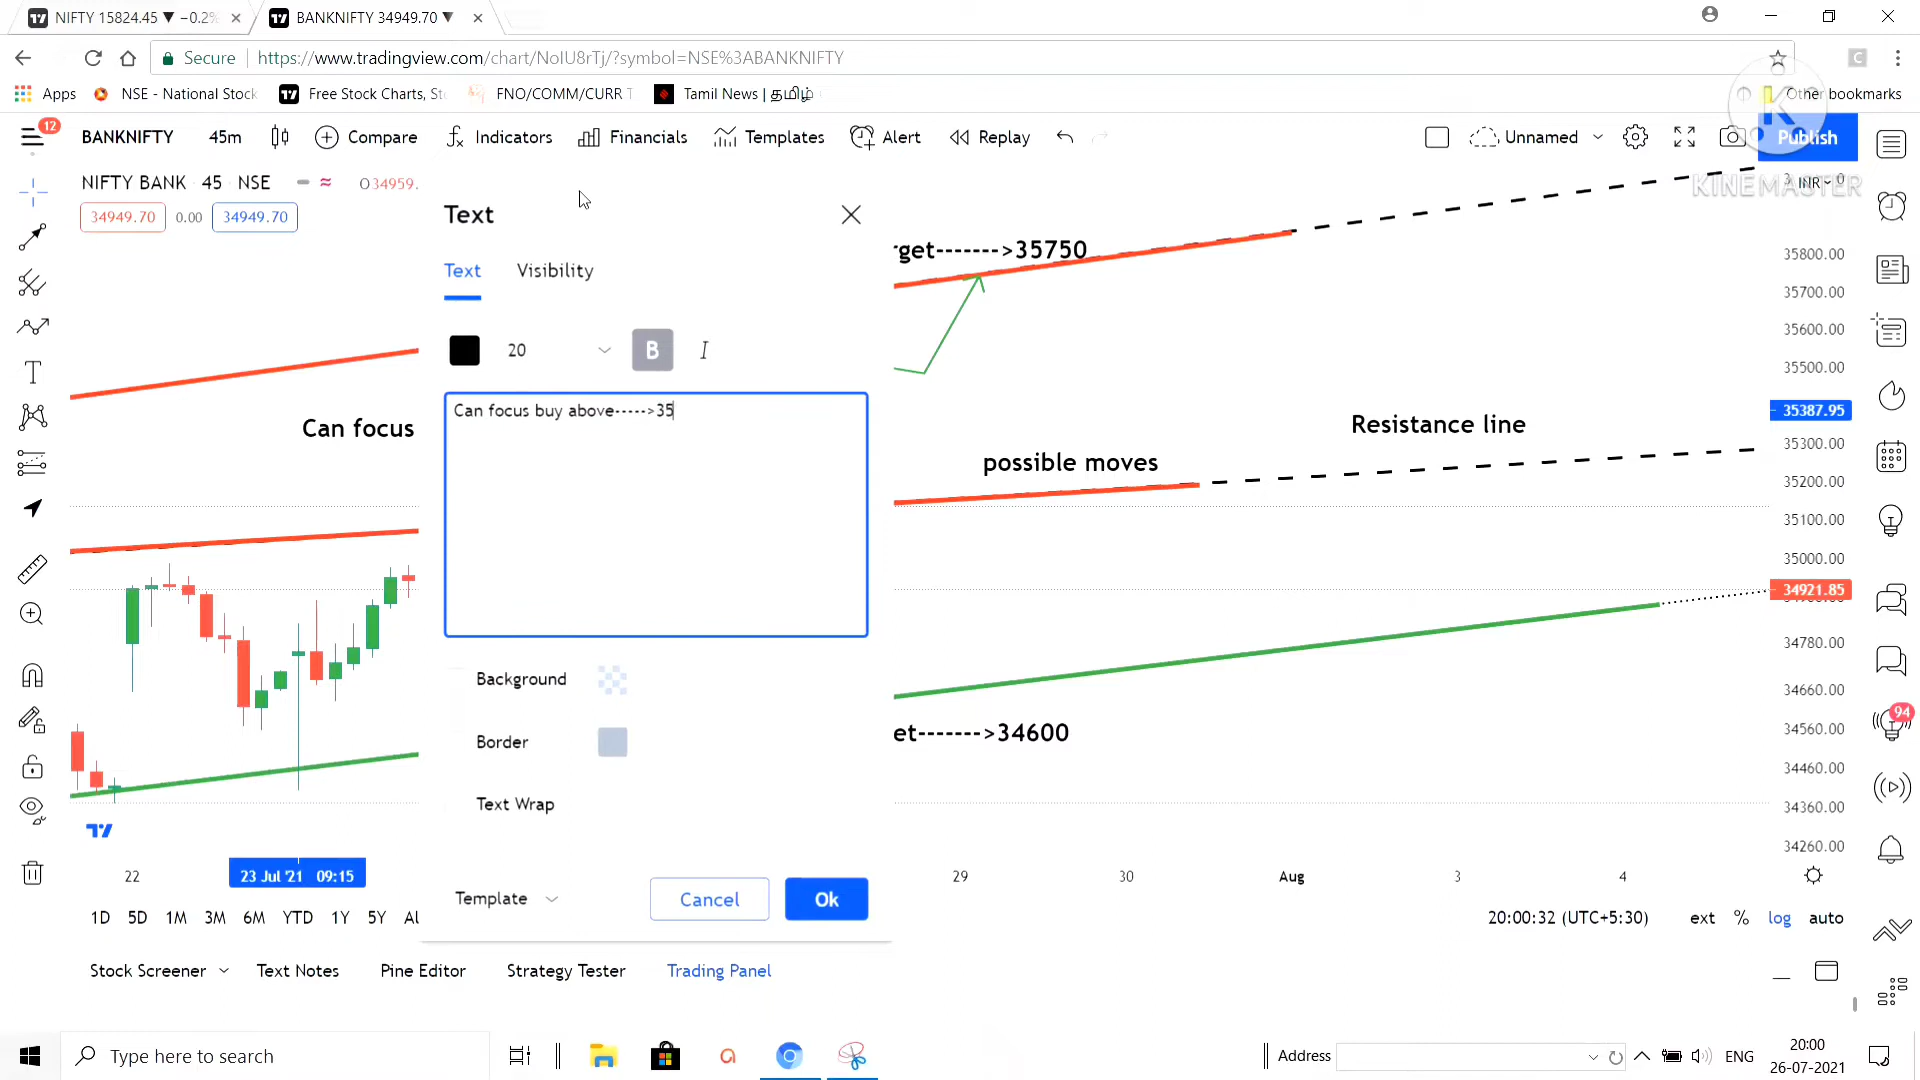 NIFTY 15824.45 ▼ −0.2%
BANKNIFTY 34949.70 ▼
Secure
https://www.tradingview.com/chart/NoIU8rTj/?symbol=NSE%3ABANKNIFTY
Apps
NSE - National Stock
Free Stock Charts, St
FNO/COMM/CURR T
Tamil News | தமிழ்
Other bookmarks
12
BANKNIFTY
45m
Compare
Indicators
Financials
Templates
Alert
Replay
Unnamed
Publish
KINEMASTER
NIFTY BANK 45 NSE
O34959.
34949.70
0.00
34949.70
INR
Text
Text
Visibility
20
B
I
Can focus buy above----->35
Background
Border
Text Wrap
Template
Cancel
Ok
Can focus
rget------->35750
possible moves
Resistance line
et------->34600
35800.00
35700.00
35600.00
35500.00
35387.95
35300.00
35200.00
35100.00
35000.00
34921.85
34780.00
34660.00
34560.00
34460.00
34360.00
34260.00
94
22
23 Jul '21 09:15
29
30
Aug
3
4
1D
5D
1M
3M
6M
YTD
1Y
5Y
20:00:32 (UTC+5:30)
ext
%
log
auto
Stock Screener
Text Notes
Pine Editor
Strategy Tester
Trading Panel
Type here to search
Address
ENG
20:00
26-07-2021